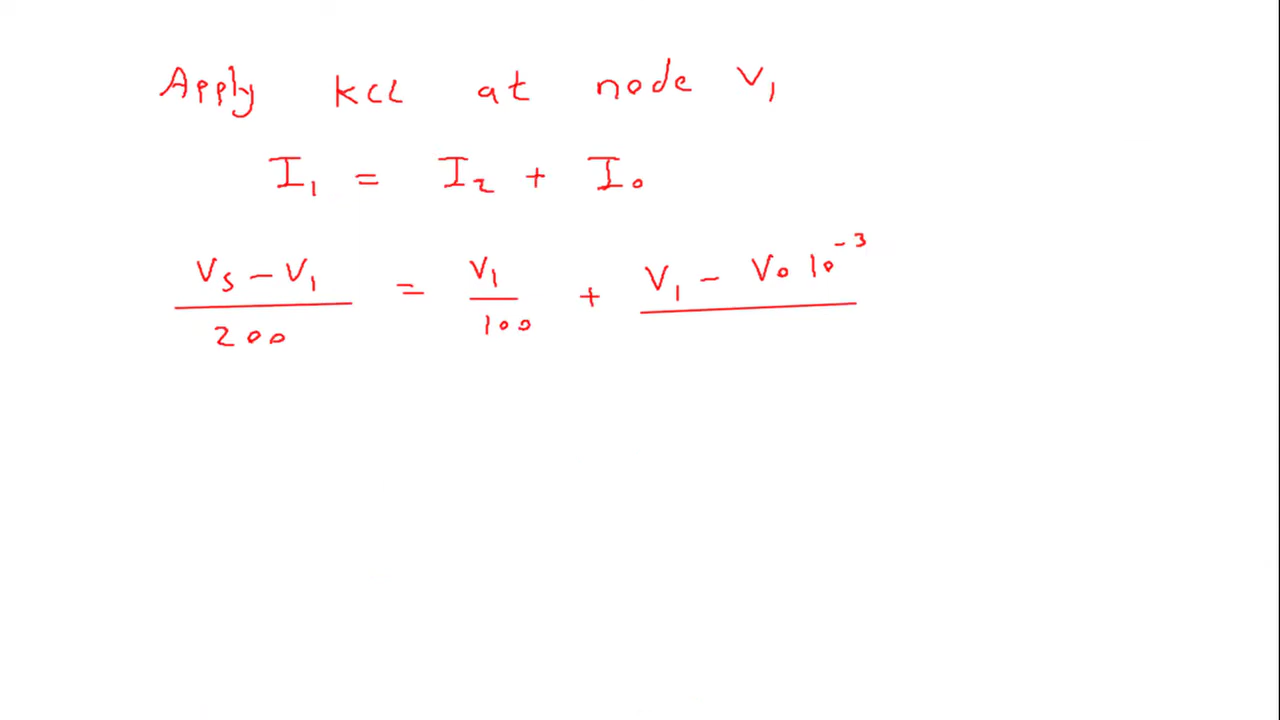 Apply kcl at node V₁
I₁ = I₂ + I₀
(Vs - V₁)/200 = V₁/100 + (V₁ - V₀ 10⁻³)/